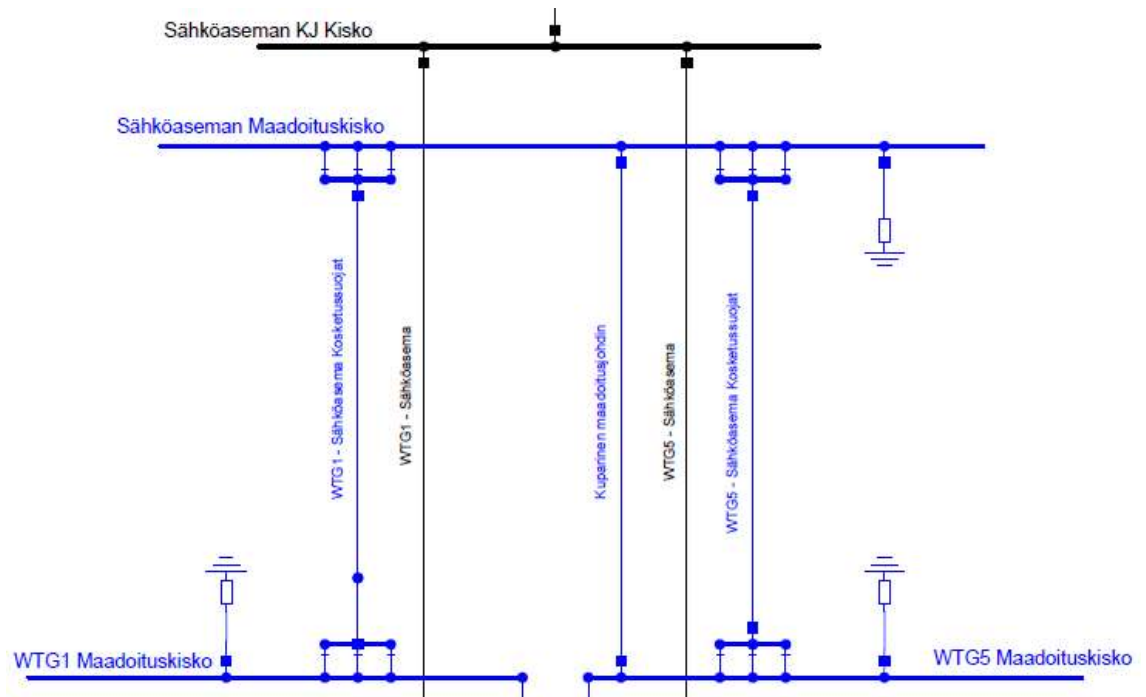 Sähköaseman KJ Kisko
Sähköaseman Maadoituskisko
WTG1 - Sähköasema Kosketussuojat
WTG1 - Sähköasema
Kuparinen maadoitusjohdin
WTG5 - Sähköasema
WTG5 - Sähköasema Kosketussuojat
WTG1 Maadoituskisko
WTG5 Maadoituskisko